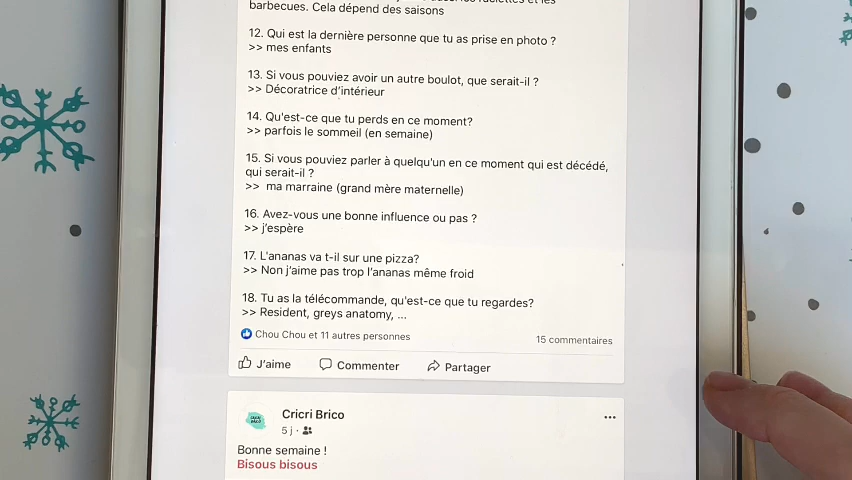 barbecues. Cela dépend des saisons
12. Qui est la dernière personne que tu as prise en photo ?
>> mes enfants
13. Si vous pouviez avoir un autre boulot, que serait-il ?
>> Décoratrice d'intérieur
14. Qu'est-ce que tu perds en ce moment?
>> parfois le sommeil (en semaine)
15. Si vous pouviez parler à quelqu'un en ce moment qui est décédé,
qui serait-il ?
>> ma marraine (grand mère maternelle)
16. Avez-vous une bonne influence ou pas ?
>> j'espère
17. L'ananas va t-il sur une pizza?
>> Non j'aime pas trop l'ananas même froid
18. Tu as la télécommande, qu'est-ce que tu regardes?
>> Resident, greys anatomy, ...
Chou Chou et 11 autres personnes 15 commentaires
J'aime Commenter Partager
Cricri Brico
5 j
Bonne semaine !
Bisous bisous